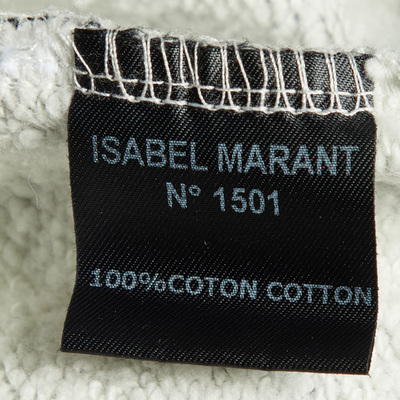 ISABEL MARANT
N° 1501
100%COTON COTTON